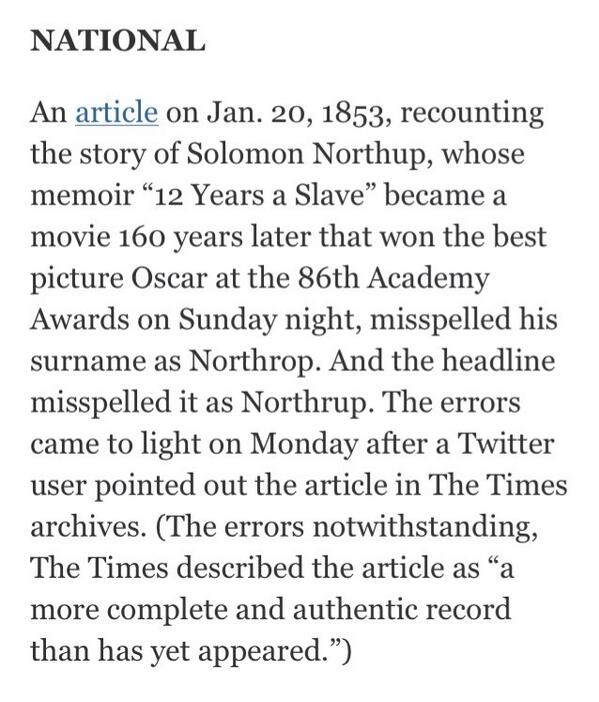 NATIONAL
An article on Jan. 20, 1853, recounting
the story of Solomon Northup, whose
memoir “12 Years a Slave” became a
movie 160 years later that won the best
picture Oscar at the 86th Academy
Awards on Sunday night, misspelled his
surname as Northrop. And the headline
misspelled it as Northrup. The errors
came to light on Monday after a Twitter
user pointed out the article in The Times
archives. (The errors notwithstanding,
The Times described the article as “a
more complete and authentic record
than has yet appeared.”)